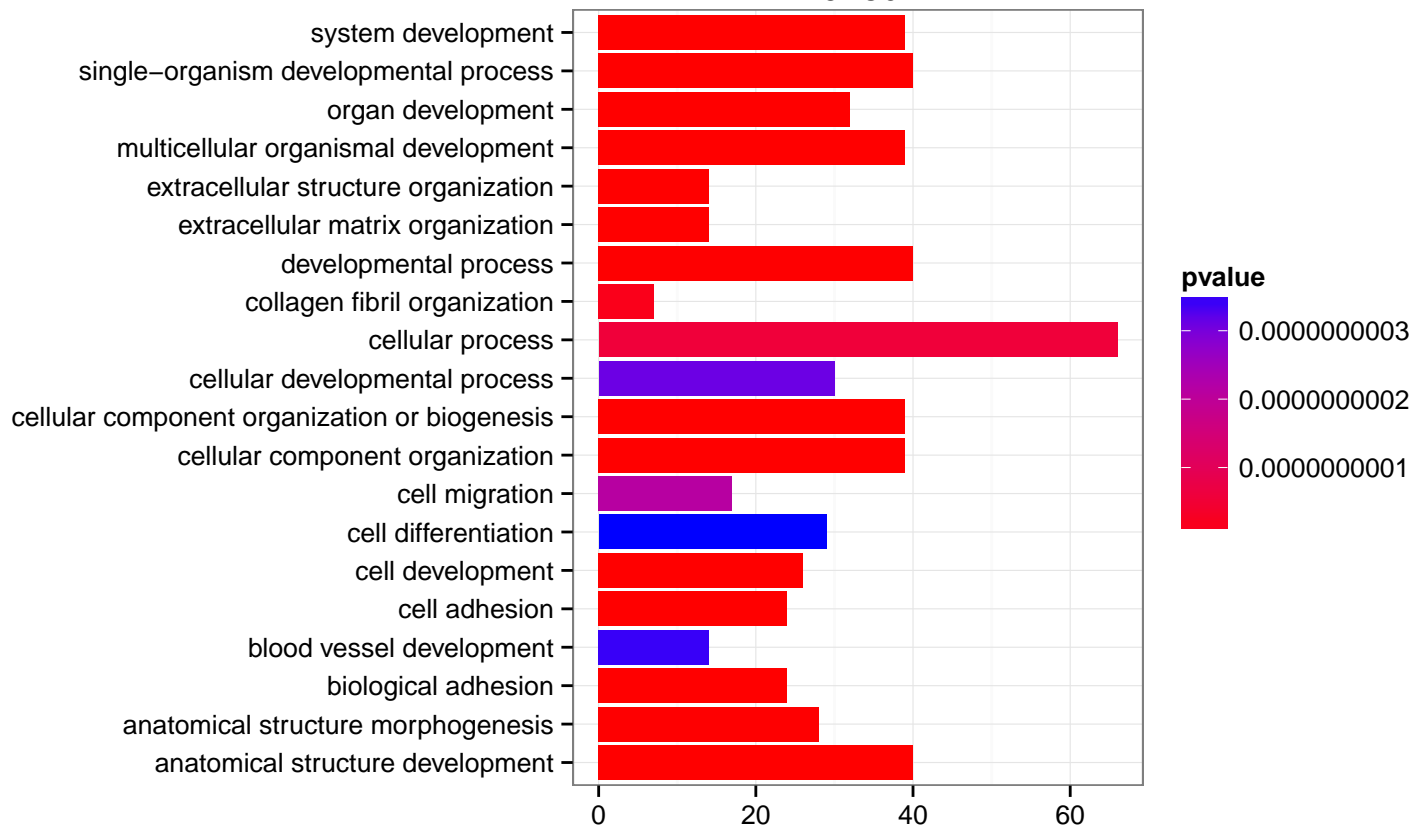 system development
single−organism developmental process
organ development
multicellular organismal development
extracellular structure organization
extracellular matrix organization
developmental process
collagen fibril organization
cellular process
cellular developmental process
cellular component organization or biogenesis
cellular component organization
cell migration
cell differentiation
cell development
cell adhesion
blood vessel development
biological adhesion
anatomical structure morphogenesis
anatomical structure development
0 20 40 60
pvalue
0.0000000003
0.0000000002
0.0000000001